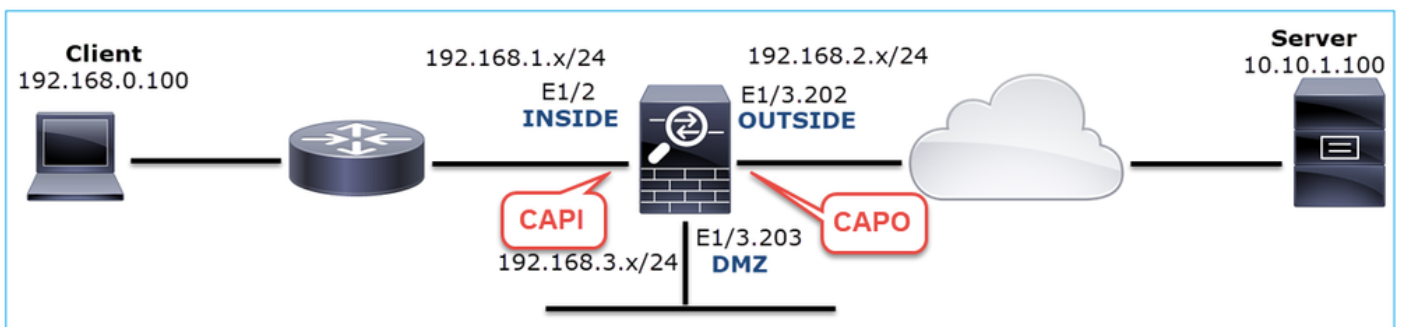 Client
192.168.0.100
192.168.1.x/24
E1/2
INSIDE
192.168.2.x/24
E1/3.202
OUTSIDE
Server
10.10.1.100
CAPI
CAPO
E1/3.203
DMZ
192.168.3.x/24